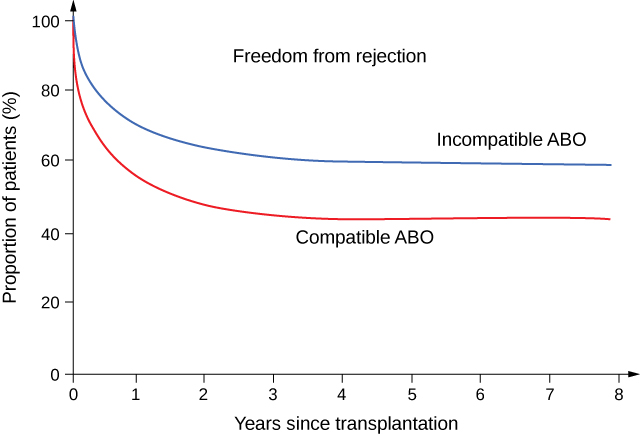 Freedom from rejection
Incompatible ABO
Compatible ABO
Proportion of patients (%)
100
80
60
40
20
0
0 1 2 3 4 5 6 7 8
Years since transplantation